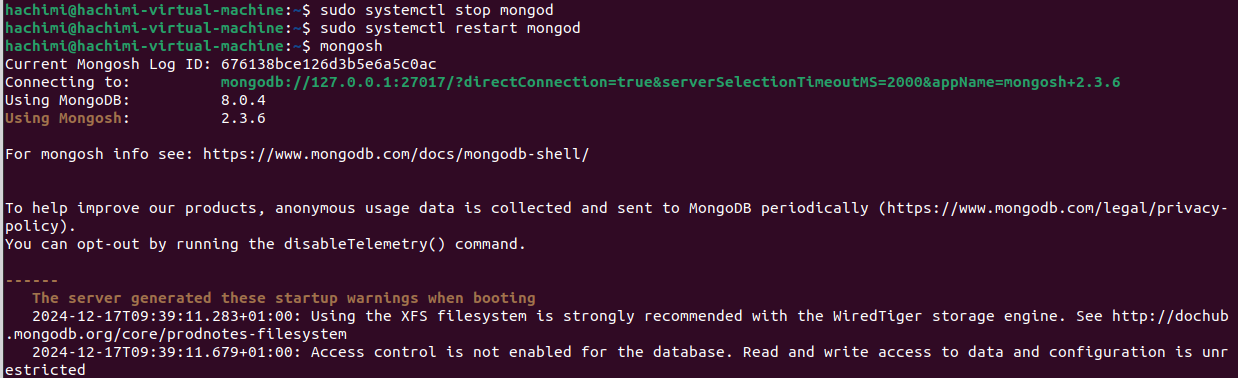 hachimi@hachimi-virtual-machine:~$ sudo systemctl stop mongod
hachimi@hachimi-virtual-machine:~$ sudo systemctl restart mongod
hachimi@hachimi-virtual-machine:~$ mongosh
Current Mongosh Log ID: 676138bce126d3b5e6a5c0ac
Connecting to:          mongodb://127.0.0.1:27017/?directConnection=true&serverSelectionTimeoutMS=2000&appName=mongosh+2.3.6
Using MongoDB:          8.0.4
Using Mongosh:          2.3.6
For mongosh info see: https://www.mongodb.com/docs/mongodb-shell/
To help improve our products, anonymous usage data is collected and sent to MongoDB periodically (https://www.mongodb.com/legal/privacy-
policy).
You can opt-out by running the disableTelemetry() command.
------
   The server generated these startup warnings when booting
   2024-12-17T09:39:11.283+01:00: Using the XFS filesystem is strongly recommended with the WiredTiger storage engine. See http://dochub
.mongodb.org/core/prodnotes-filesystem
   2024-12-17T09:39:11.679+01:00: Access control is not enabled for the database. Read and write access to data and configuration is unr
estricted